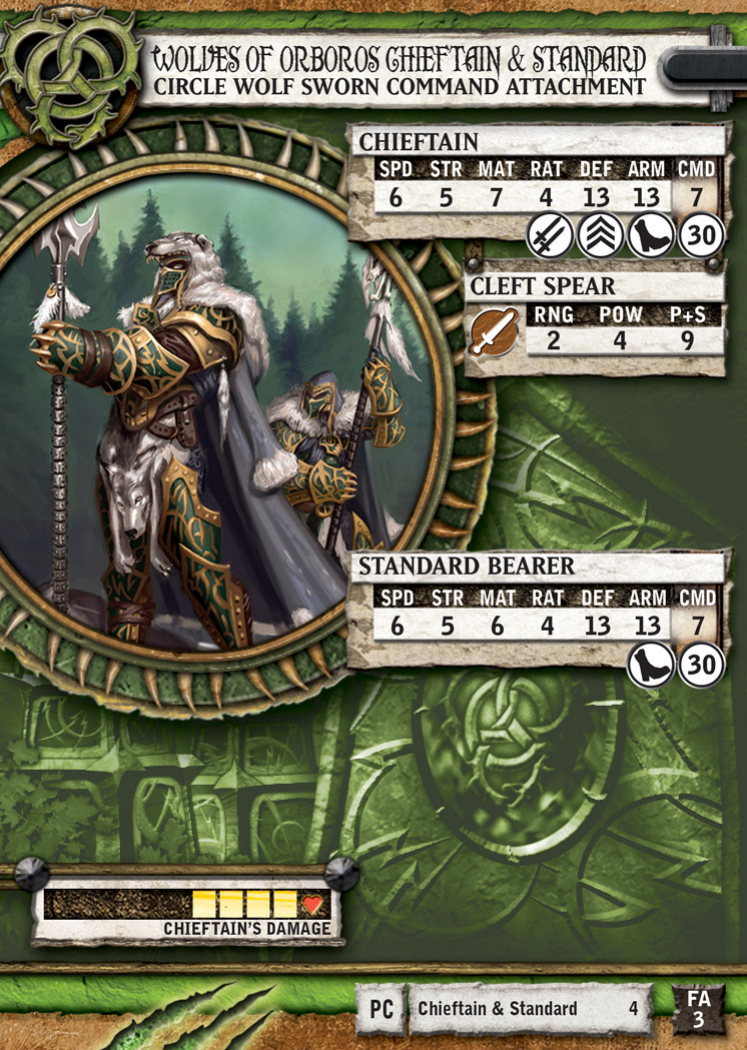 WOLVES OF ORBOROS CHIEFTAIN & STANDARD
CIRCLE WOLF SWORN COMMAND ATTACHMENT
CHIEFTAIN
SPD STR MAT RAT DEF ARM CMD
6 5 7 4 13 13 7
30
CLEFT SPEAR
RNG POW P+S
2 4 9
STANDARD BEARER
SPD STR MAT RAT DEF ARM CMD
6 5 6 4 13 13 7
30
CHIEFTAIN'S DAMAGE
PC Chieftain & Standard 4
FA
3